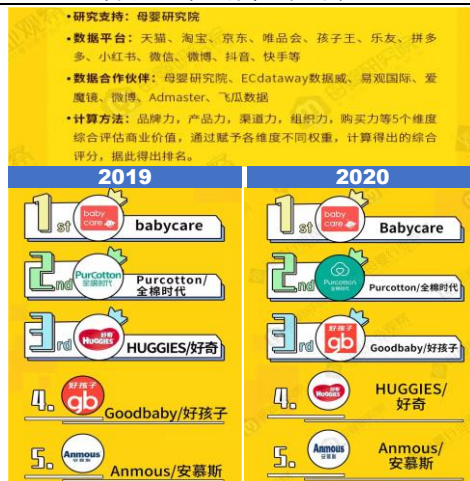 •研究支持：母婴研究院
•数据平台：天猫、淘宝、京东、唯品会、孩子王、乐友、拼多
多、小红书、微信、微博、抖音、快手等
•数据合作伙伴：母婴研究院、ECdataway数据威、易观国际、爱
魔镜、微博、Admaster、飞瓜数据
•计算方法：品牌力，产品力，渠道力，组织力，购买力等5个维度
综合评估商业价值，通过赋予各维度不同权重，计算得出的综合
评分，据此得出排名。
2019
1st
baby
care
babycare
2nd
PurCotton
全棉时代
Purcotton/
全棉时代
3rd
好奇
HUGGIES
HUGGIES/好奇
4.
好孩子
gb
Goodbaby/好孩子
5.
Anmous
安慕斯
Anmous/安慕斯
2020
1st
baby
care
Babycare
2nd
Purcotton
全棉时代
Purcotton/全棉时代
3rd
好孩子
gb
Goodbaby/好孩子
4.
好奇
HUGGIES
HUGGIES/
好奇
5.
Anmous
安慕斯
Anmous/
安慕斯